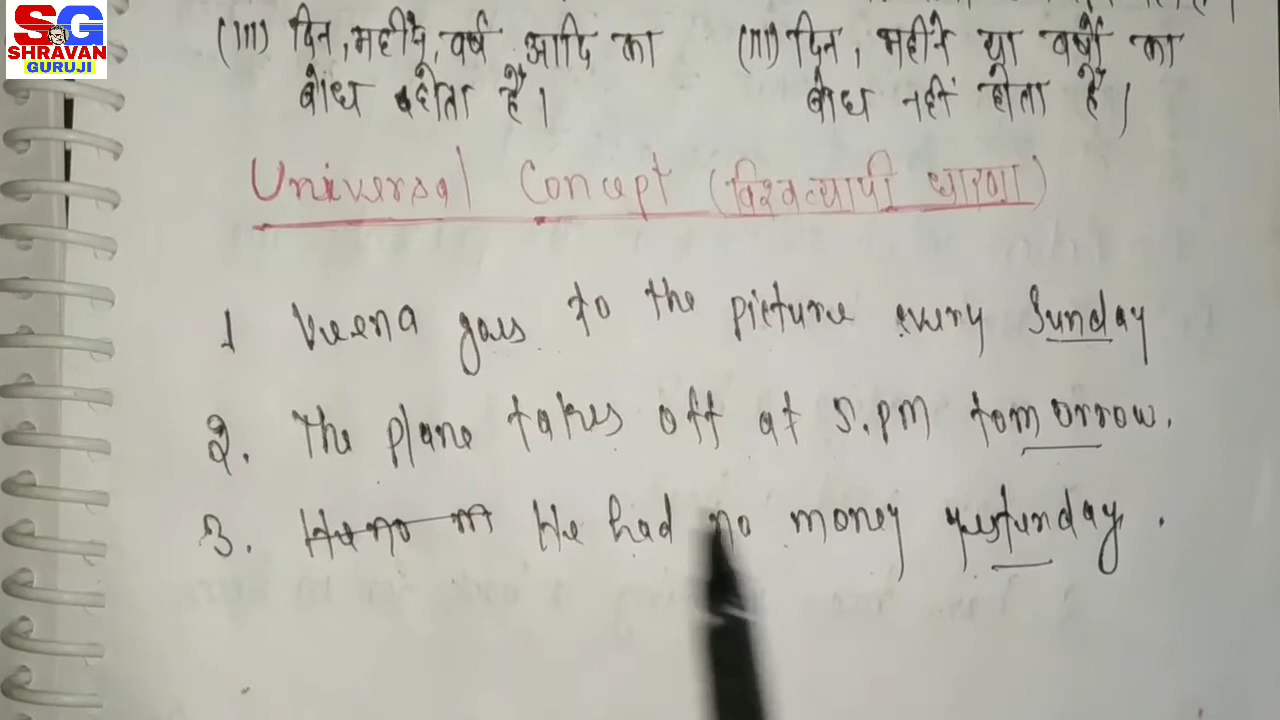 SG
SHRAVAN
GURUJI
(III) दिन, महीने, वर्ष आदि का
बोध होता है।
(III) दिन, महीने या वर्षों का
बोध नहीं होता है।
Universal Concept (विश्वव्यापी धारणा)
1 Veena goes to the picture every Sunday
2. The plane takes off at 5.pm tomorrow.
3. He no m He had no money yesterday.